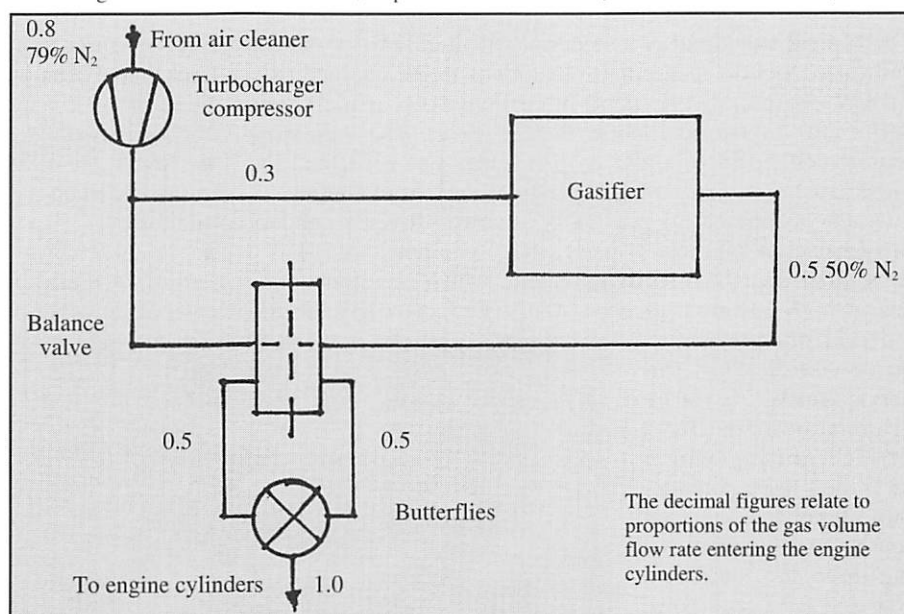 0.8
79% N₂
From air cleaner
Turbocharger
compressor
0.3
Gasifier
0.5 50% N₂
Balance
valve
0.5
0.5
Butterflies
The decimal figures relate to
proportions of the gas volume
flow rate entering the engine
cylinders.
To engine cylinders
1.0